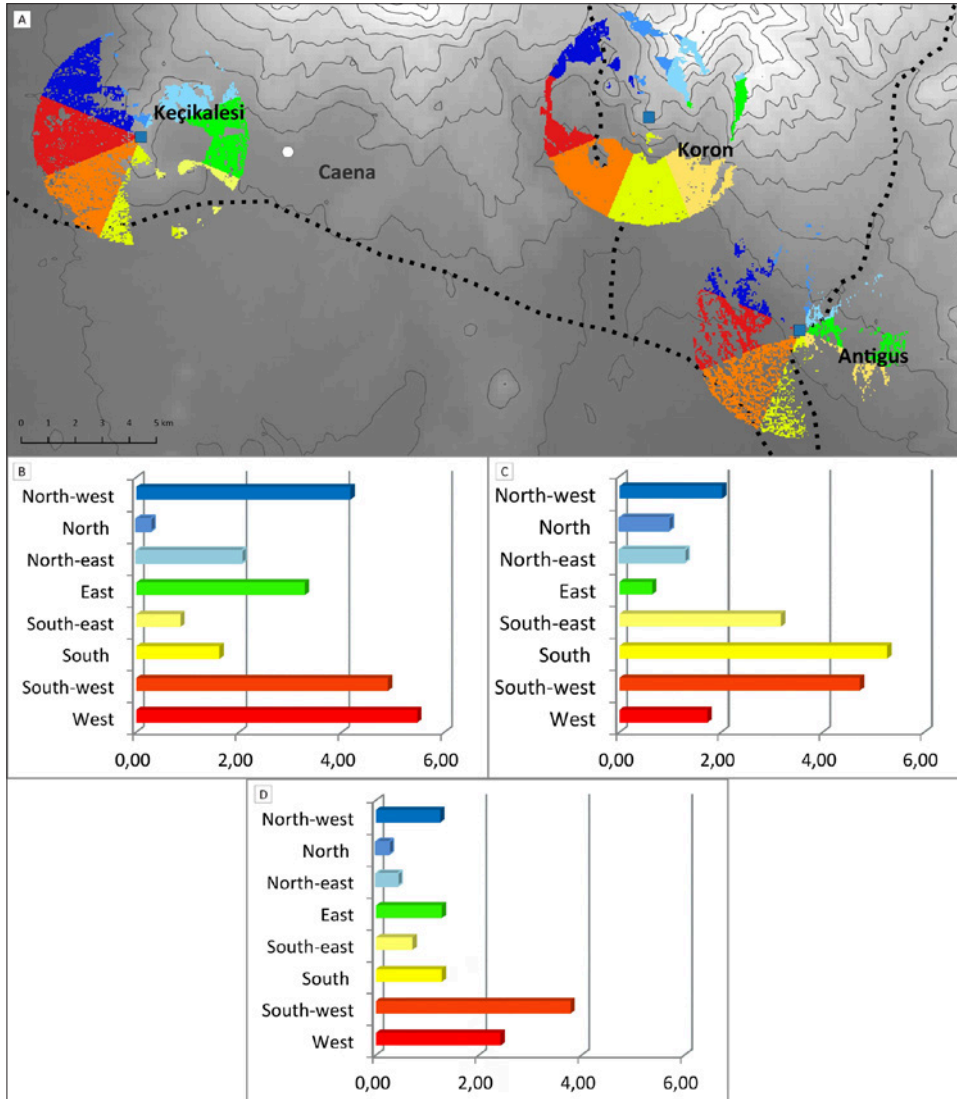 A
Keçikalesi
Caena
Koron
Antigus
0 1 2 3 4 5 km
B
North-west
North
North-east
East
South-east
South
South-west
West
0,00 2,00 4,00 6,00
C
North-west
North
North-east
East
South-east
South
South-west
West
0,00 2,00 4,00 6,00
D
North-west
North
North-east
East
South-east
South
South-west
West
0,00 2,00 4,00 6,00